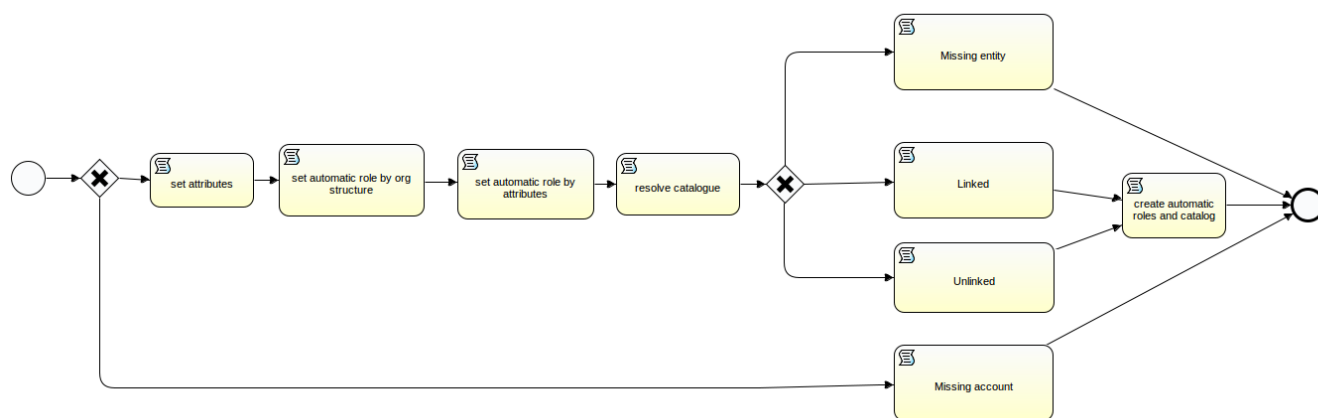 Missing entity
set attributes
set automatic role by org
structure
set automatic role by
attributes
resolve catalogue
Linked
create automatic
roles and catalog
Unlinked
Missing account